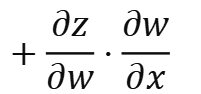 + ∂z/∂w · ∂w/∂x